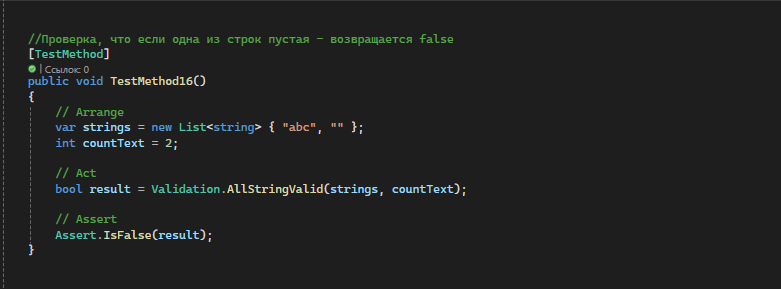 //Проверка, что если одна из строк пустая - возвращается false
[TestMethod]
| Ссылок: 0
public void TestMethod16()
{
// Arrange
var strings = new List<string> { "abc", "" };
int countText = 2;
// Act
bool result = Validation.AllStringValid(strings, countText);
// Assert
Assert.IsFalse(result);
}